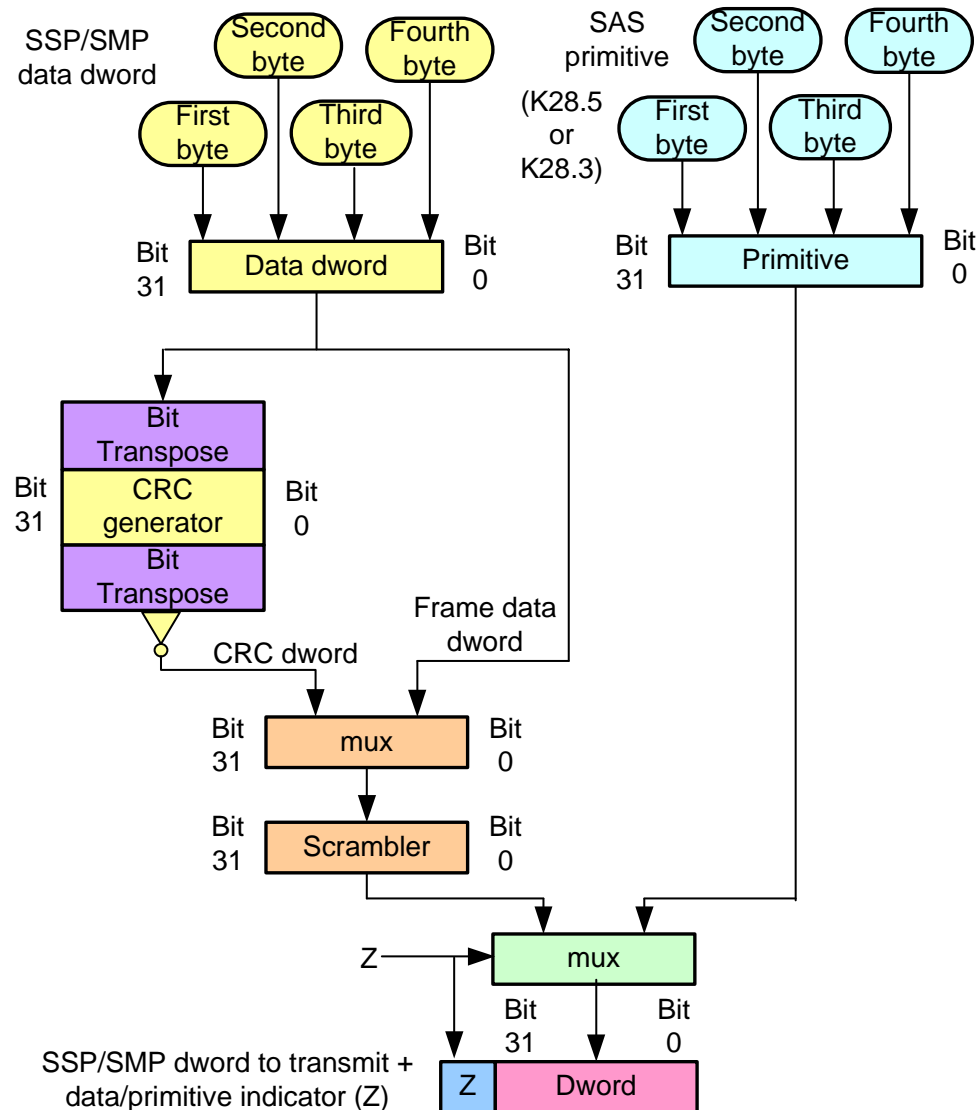 SSP/SMP
data dword
Second
byte
Fourth
byte
First
byte
Third
byte
SAS
primitive
(K28.5
or
K28.3)
Second
byte
Fourth
byte
First
byte
Third
byte
Bit
31
Data dword
Bit
0
Bit
31
Primitive
Bit
0
Bit
Transpose
Bit
31
CRC
generator
Bit
0
Bit
Transpose
CRC dword
Frame data
dword
Bit
31
mux
Bit
0
Bit
31
Scrambler
Bit
0
Z
mux
Bit
31
Bit
0
SSP/SMP dword to transmit +
data/primitive indicator (Z)
Z
Dword